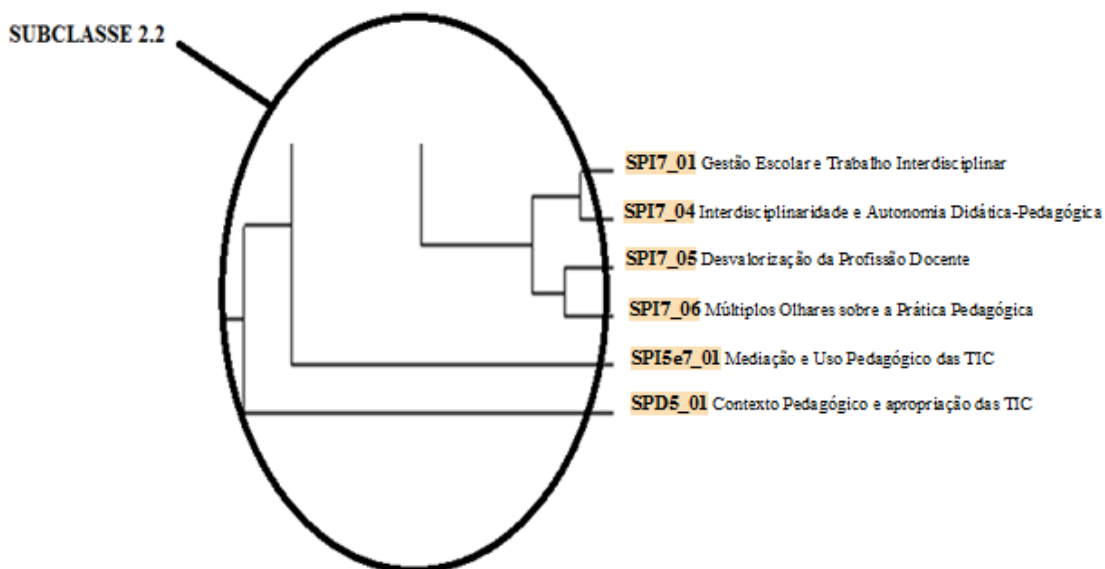 SUBCLASSE 2.2
SPI7_01 Gestão Escolar e Trabalho Interdisciplinar
SPI7_04 Interdisciplinaridade e Autonomia Didática-Pedagógica
SPI7_05 Desvalorização da Profissão Docente
SPI7_06 Múltiplos Olhares sobre a Prática Pedagógica
SPI5e7_01 Mediação e Uso Pedagógico das TIC
SPD5_01 Contexto Pedagógico e apropriação das TIC